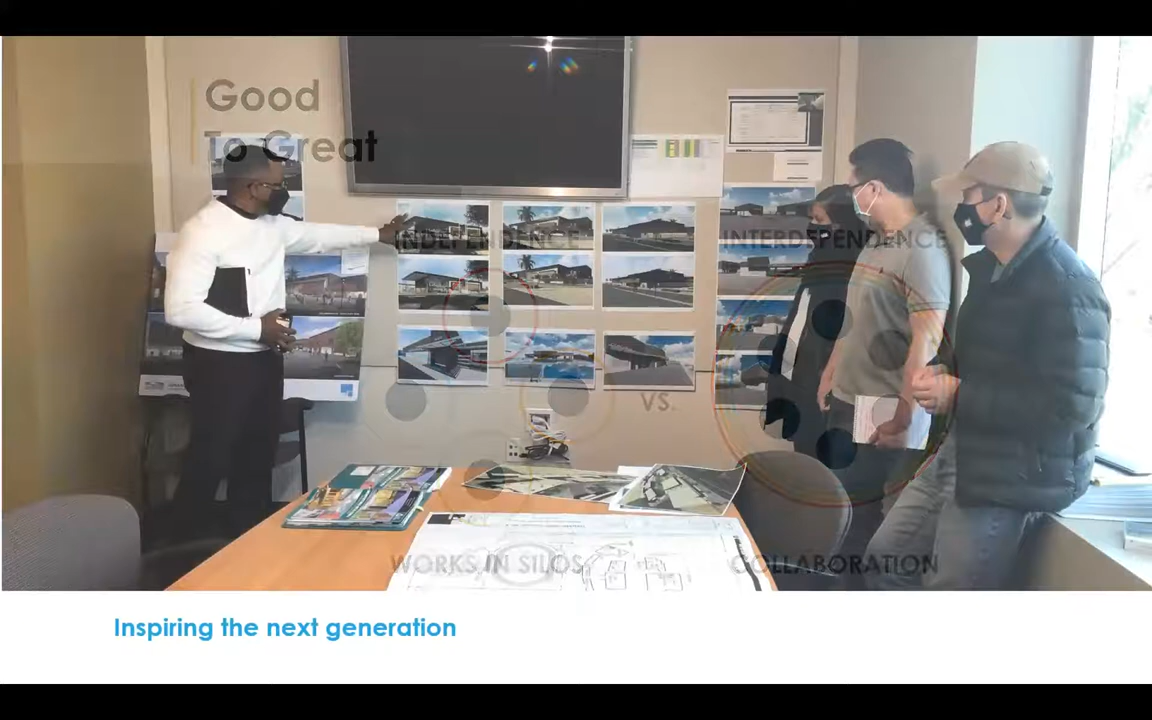 Good
To Great
INDEPENDENCE
INTERDEPENDENCE
VS.
WORKS IN SILOS
COLLABORATION
Inspiring the next generation